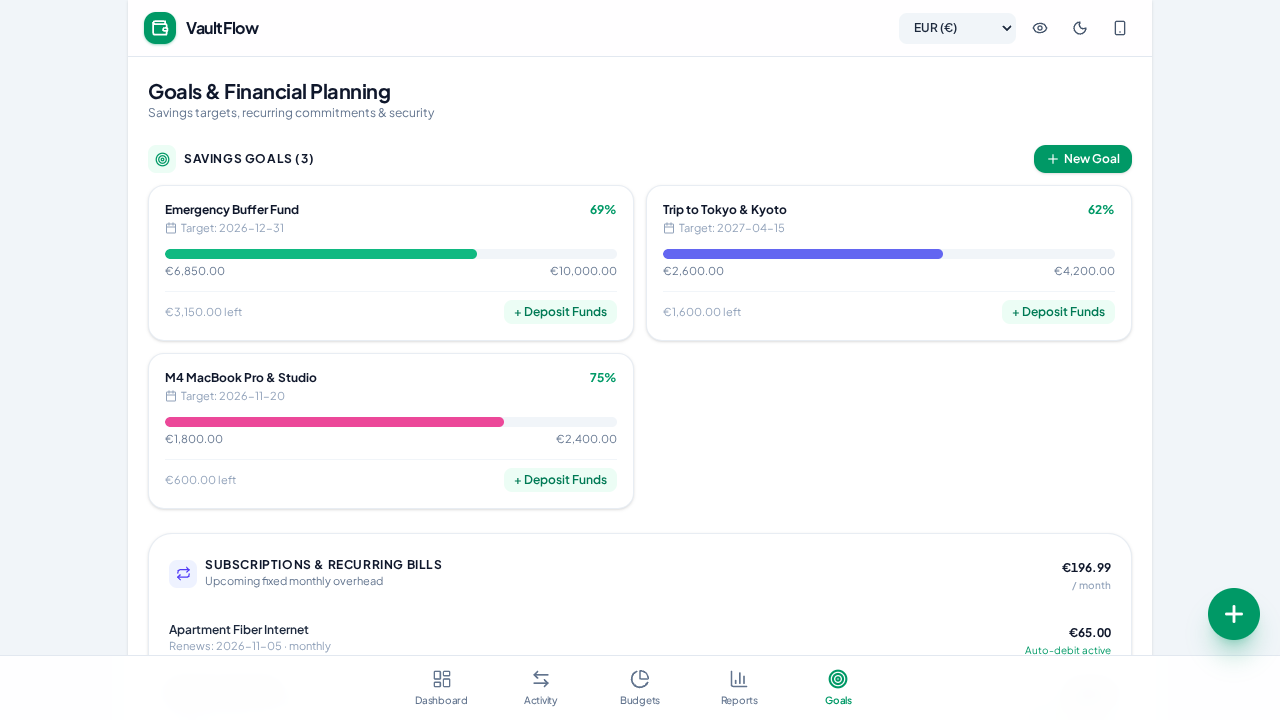 VaultFlow
EUR (€)
Goals & Financial Planning
Savings targets, recurring commitments & security
SAVINGS GOALS (3)
New Goal
Emergency Buffer Fund
69%
Target: 2026-12-31
€6,850.00
€10,000.00
€3,150.00 left
+ Deposit Funds
Trip to Tokyo & Kyoto
62%
Target: 2027-04-15
€2,600.00
€4,200.00
€1,600.00 left
+ Deposit Funds
M4 MacBook Pro & Studio
75%
Target: 2026-11-20
€1,800.00
€2,400.00
€600.00 left
+ Deposit Funds
SUBSCRIPTIONS & RECURRING BILLS
Upcoming fixed monthly overhead
€196.99
/ month
Apartment Fiber Internet
Renews: 2026-11-05 · monthly
€65.00
Auto-debit active
Dashboard
Activity
Budgets
Reports
Goals